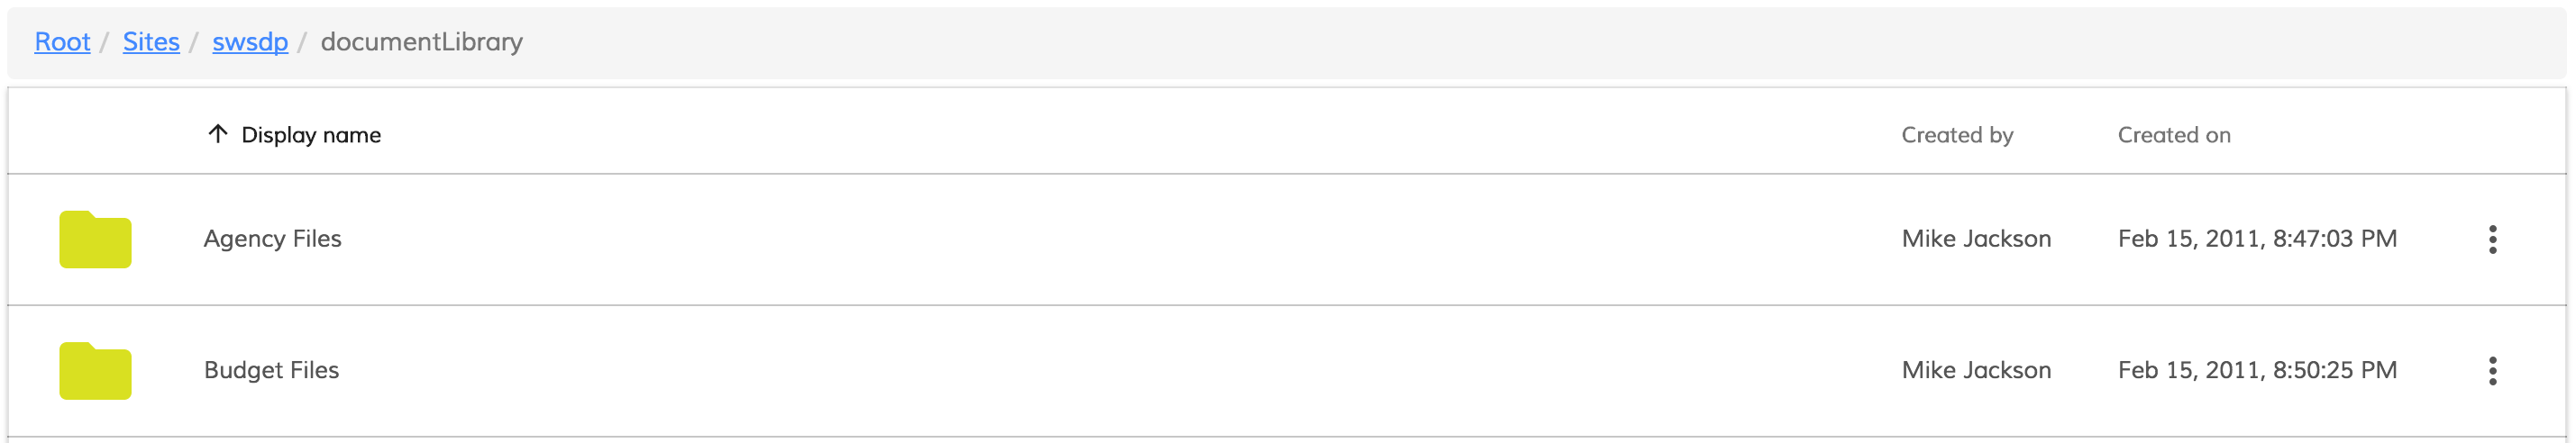 Root / Sites / swsdp / documentLibrary
↑ Display name Created by Created on
Agency Files Mike Jackson Feb 15, 2011, 8:47:03 PM
Budget Files Mike Jackson Feb 15, 2011, 8:50:25 PM